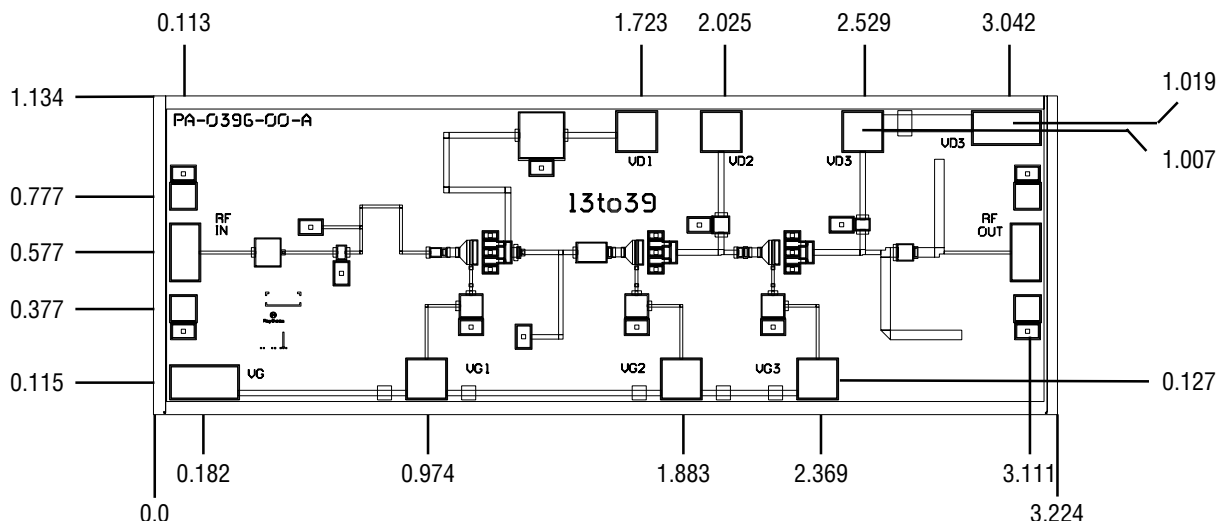 0.113 1.723 2.025 2.529 3.042
1.019
1.134
PA-0396-00-A
VD1 VD2 VD3 VD3
1.007
0.777
13to39
RF
IN
RF
OUT
0.577
0.377
VG VG1 VG2 VG3
0.115 0.127
0.182 0.974 1.883 2.369 3.111
0.0 3.224